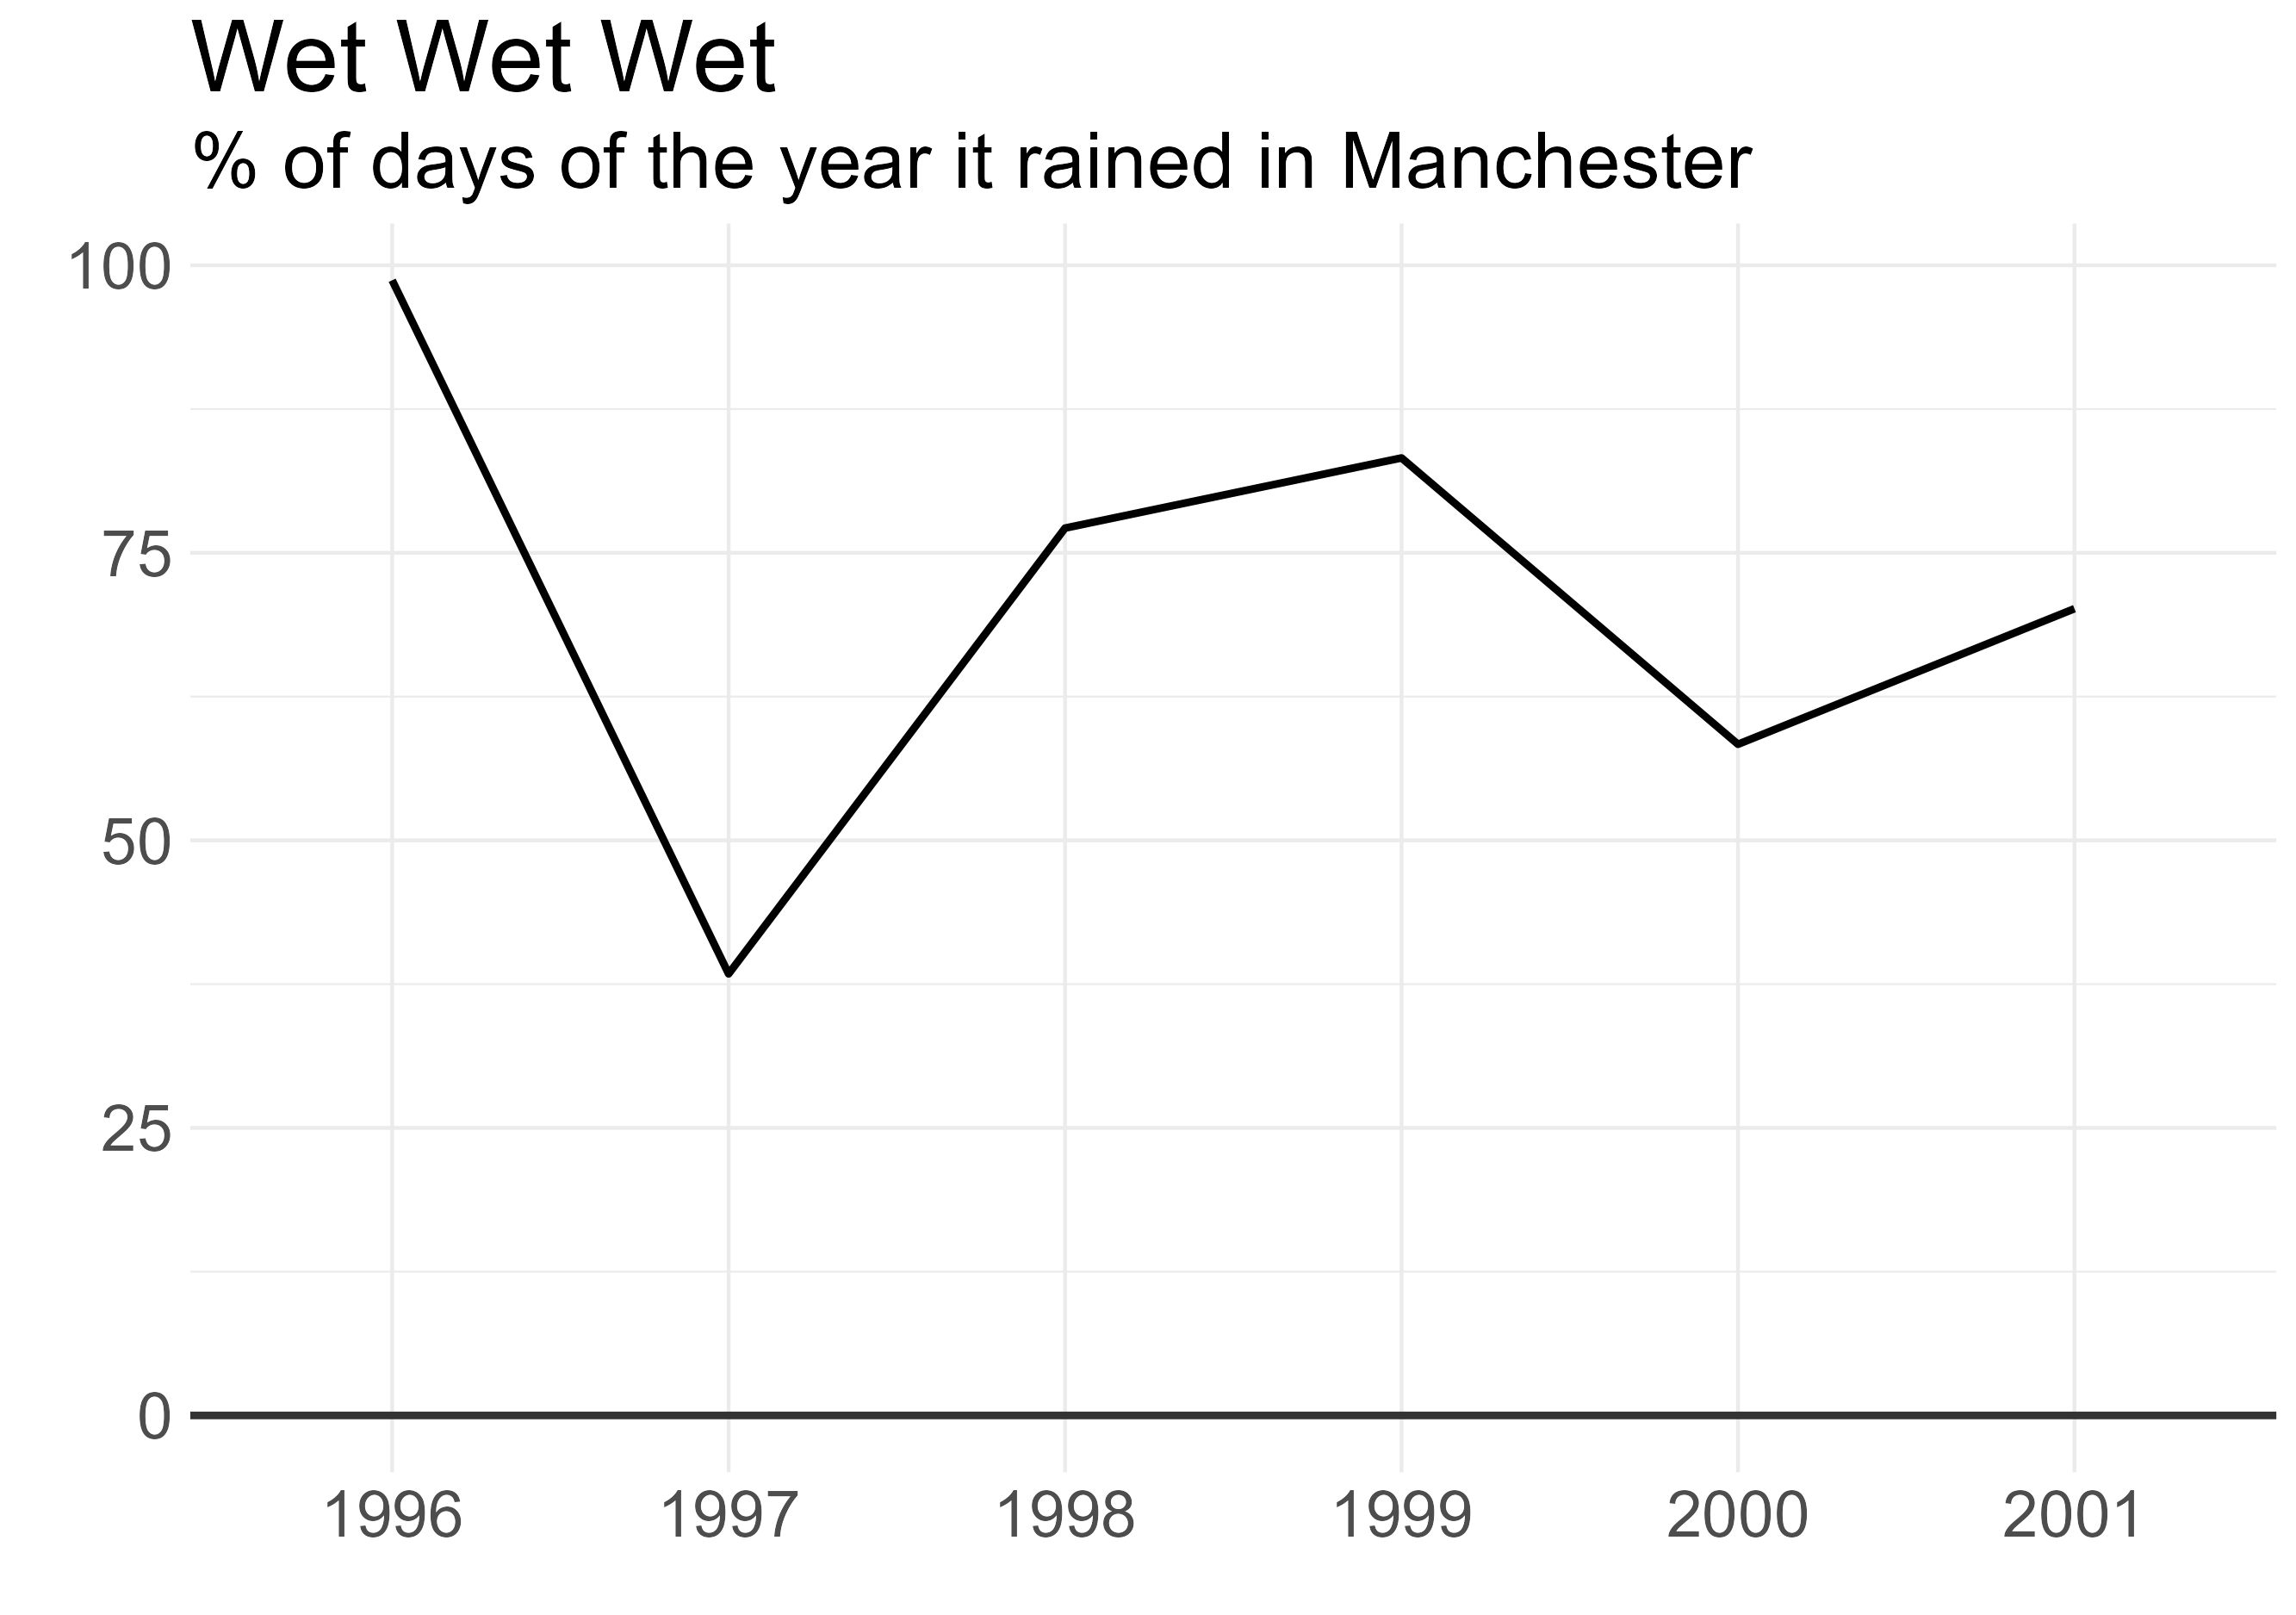 Wet Wet Wet
% of days of the year it rained in Manchester
100
75
50
25
0
1996 1997 1998 1999 2000 2001